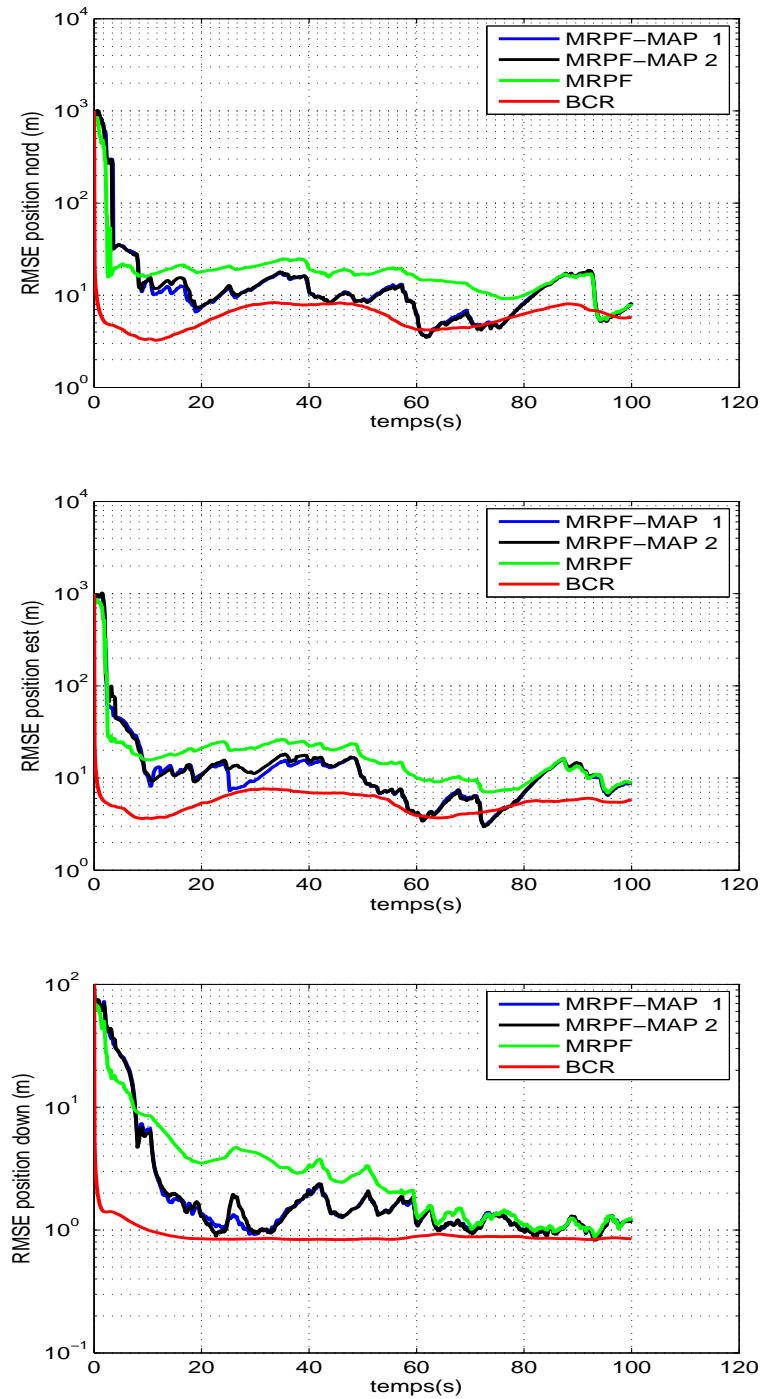 10^4
MRPF-MAP 1
MRPF-MAP 2
MRPF
BCR
10^3
10^2
10^1
10^0
RMSE position nord (m)
0 20 40 60 80 100 120
temps(s)
10^4
MRPF-MAP 1
MRPF-MAP 2
MRPF
BCR
10^3
10^2
10^1
10^0
RMSE position est (m)
0 20 40 60 80 100 120
temps(s)
10^2
MRPF-MAP 1
MRPF-MAP 2
MRPF
BCR
10^1
10^0
10^-1
RMSE position down (m)
0 20 40 60 80 100 120
temps(s)